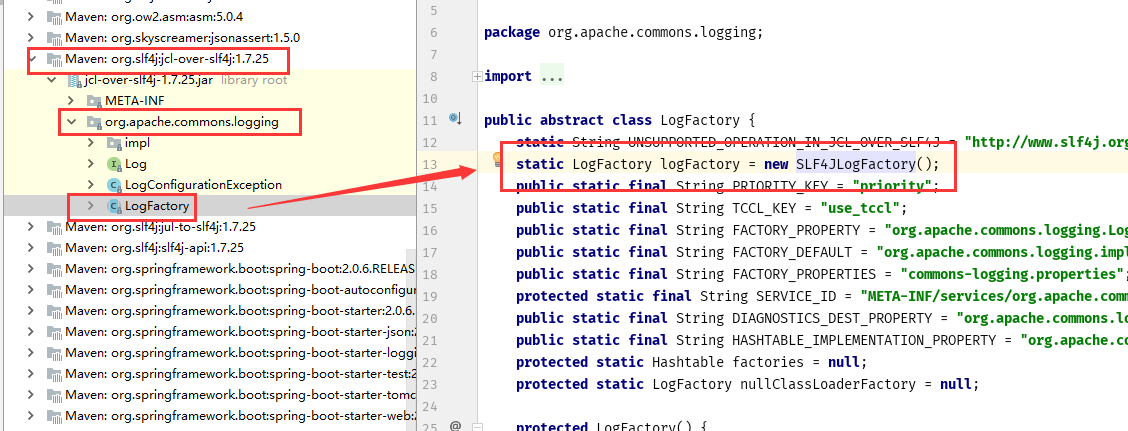 Maven: org.ow2.asm:asm:5.0.4
Maven: org.skyscreamer:jsonassert:1.5.0
Maven: org.slf4j:jcl-over-slf4j:1.7.25
jcl-over-slf4j-1.7.25.jar library root
META-INF
org.apache.commons.logging
impl
Log
LogConfigurationException
LogFactory
Maven: org.slf4j:jul-to-slf4j:1.7.25
Maven: org.slf4j:slf4j-api:1.7.25
Maven: org.springframework.boot:spring-boot:2.0.6.RELEAS
Maven: org.springframework.boot:spring-boot-autoconfigur
Maven: org.springframework.boot:spring-boot-starter:2.0.6.
Maven: org.springframework.boot:spring-boot-starter-json:2
Maven: org.springframework.boot:spring-boot-starter-loggi
Maven: org.springframework.boot:spring-boot-starter-test:2
Maven: org.springframework.boot:spring-boot-starter-tomc
Maven: org.springframework.boot:spring-boot-starter-web:2
5
6 package org.apache.commons.logging;
7
8 import ...
10
11 public abstract class LogFactory {
12 static String UNSUPPORTED_OPERATION_IN_JCL_OVER_SLF4J = "http://www.slf4j.org
13 static LogFactory logFactory = new SLF4JLogFactory();
14 public static final String PRIORITY_KEY = "priority";
15 public static final String TCCL_KEY = "use_tccl";
16 public static final String FACTORY_PROPERTY = "org.apache.commons.logging.Log
17 public static final String FACTORY_DEFAULT = "org.apache.commons.logging.impl
18 public static final String FACTORY_PROPERTIES = "commons-logging.properties";
19 protected static final String SERVICE_ID = "META-INF/services/org.apache.comm
20 public static final String DIAGNOSTICS_DEST_PROPERTY = "org.apache.commons.lo
21 public static final String HASHTABLE_IMPLEMENTATION_PROPERTY = "org.apache.co
22 protected static Hashtable factories = null;
23 protected static LogFactory nullClassLoaderFactory = null;
24
25 @ protected LogFactory() {